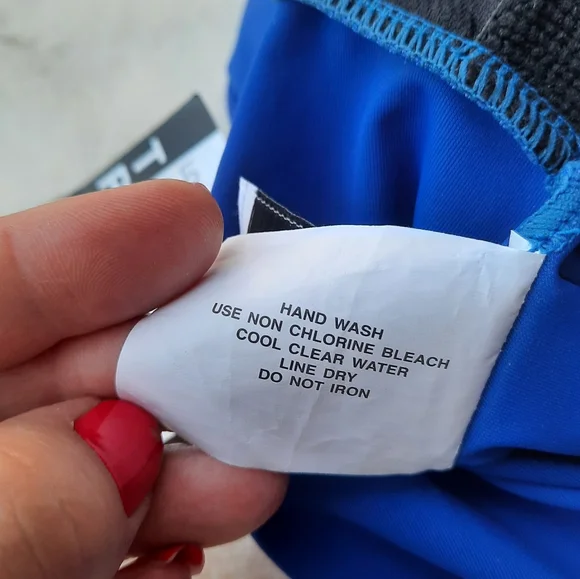 HAND WASH
USE NON CHLORINE BLEACH
COOL CLEAR WATER
LINE DRY
DO NOT IRON